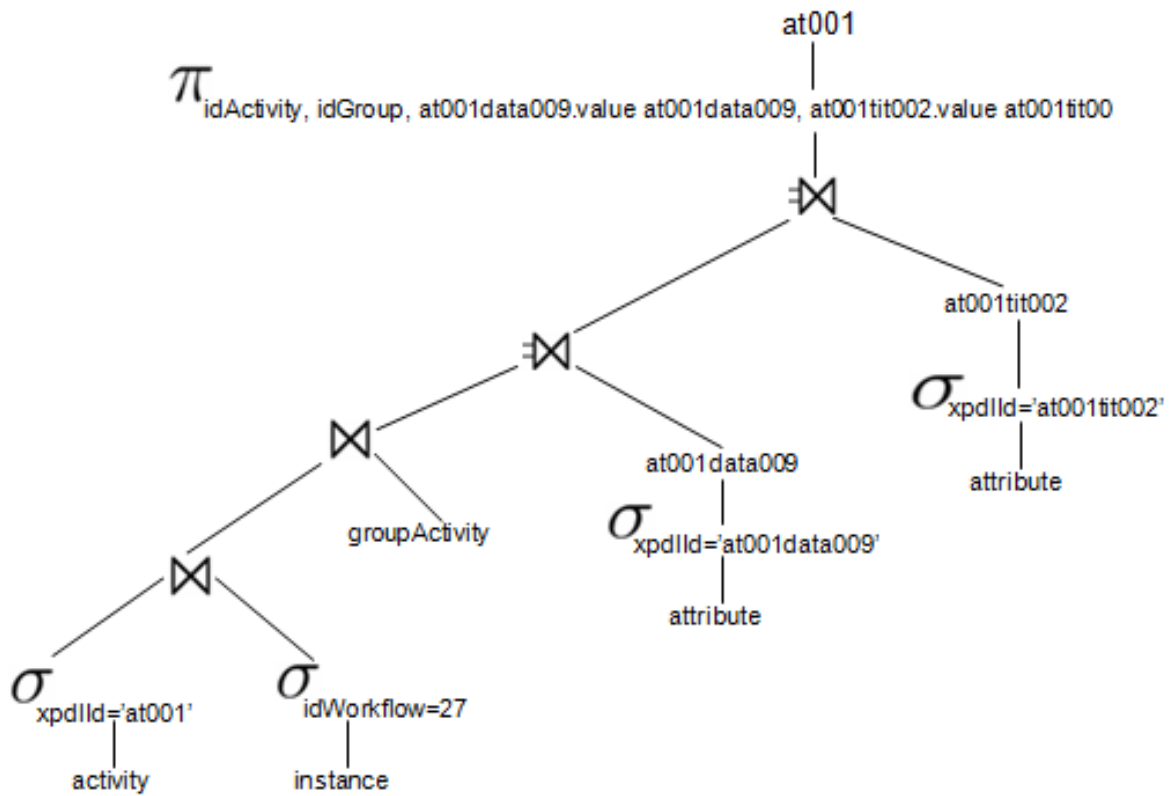 at001
π idActivity, idGroup, at001data009.value at001data009, at001tit002.value at001tit00
⟕
at001tit002
⟕
σ xpdlId='at001tit002'
⋈
at001data009
attribute
groupActivity
σ xpdlId='at001data009'
⋈
attribute
σ xpdlId='at001'
σ idWorkflow=27
activity
instance